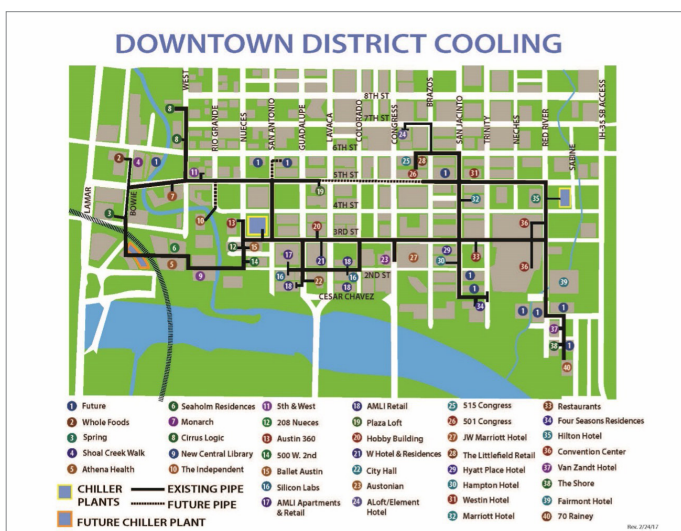 DOWNTOWN DISTRICT COOLING
WEST
RIO GRANDE
NUECES
SAN ANTONIO
GUADALUPE
LAVACA
COLORADO
CONGRESS
BRAZOS
SAN JACINTO
TRINITY
NECHES
RED RIVER
SABINE
IH-35 SB ACCESS
LAMAR
BOWIE
8TH ST
7TH ST
6TH ST
5TH ST
4TH ST
3RD ST
2ND ST
CESAR CHAVEZ
1 Future
2 Whole Foods
3 Spring
4 Shoal Creek Walk
5 Athena Health
6 Seaholm Residences
7 Monarch
8 Cirrus Logic
9 New Central Library
10 The Independent
11 5th & West
12 208 Nueces
13 Austin 360
14 500 W. 2nd
15 Ballet Austin
16 Silicon Labs
17 AMLI Apartments
& Retail
18 AMLI Retail
19 Plaza Loft
20 Hobby Building
21 W Hotel & Residences
22 City Hall
23 Austonian
24 ALoft/Element
Hotel
25 515 Congress
26 501 Congress
27 JW Marriott Hotel
28 The Littlefield Retail
29 Hyatt Place Hotel
30 Hampton Hotel
31 Westin Hotel
32 Marriott Hotel
33 Restaurants
34 Four Seasons Residences
35 Hilton Hotel
36 Convention Center
37 Van Zandt Hotel
38 The Shore
39 Fairmont Hotel
40 70 Rainey
CHILLER
PLANTS
EXISTING PIPE
FUTURE PIPE
FUTURE CHILLER PLANT
Rev. 2/24/17